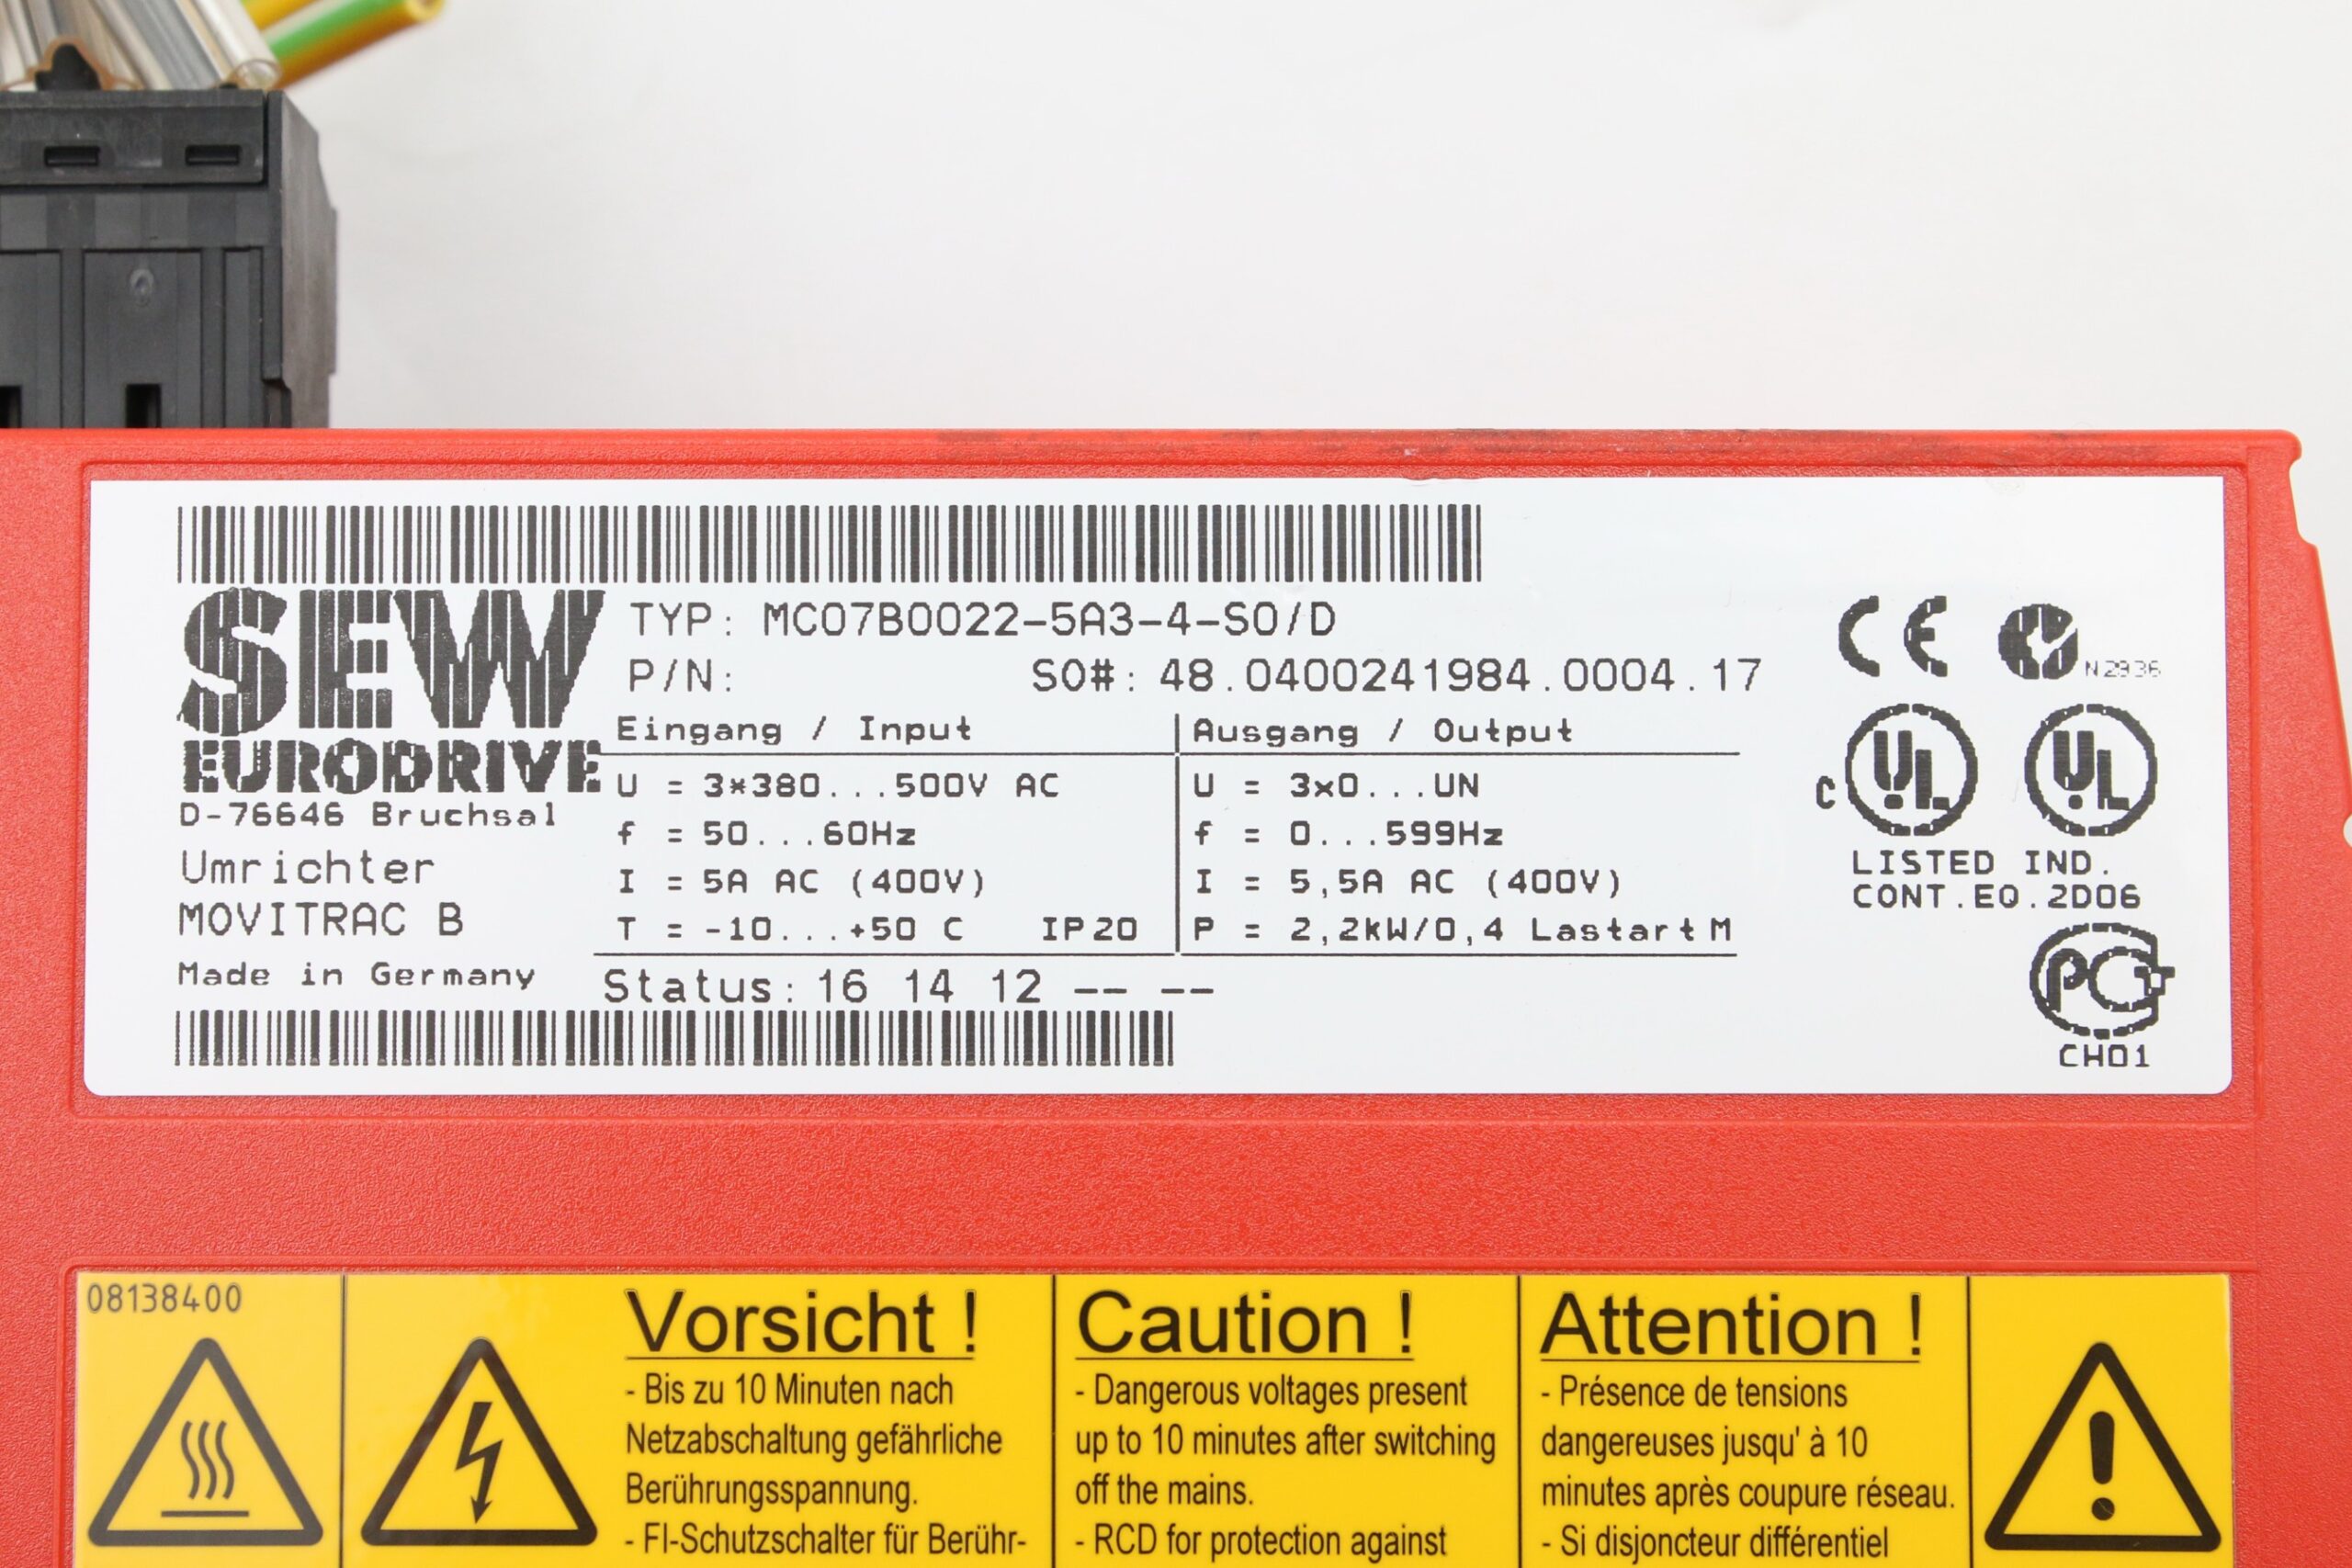 TYP: MC07B0022-5A3-4-S0/D
P/N: S0#: 48.0400241984.0004.17
SEW
EURODRIVE
D-76646 Bruchsal
Umrichter
MOVITRAC B
Made in Germany
Eingang / Input
U = 3*380...500V AC
f = 50...60Hz
I = 5A AC (400V)
T = -10...+50 C IP20
Ausgang / Output
U = 3x0...UN
f = 0...599Hz
I = 5,5A AC (400V)
P = 2,2kW/0,4 Lastart M
Status: 16 14 12 -- --
CE
N2936
C UL UL
LISTED IND.
CONT.EQ.2D06
PCT
CH01
08138400
Vorsicht !
- Bis zu 10 Minuten nach
Netzabschaltung gefährliche
Berührungsspannung.
- FI-Schutzschalter für Berühr-
Caution !
- Dangerous voltages present
up to 10 minutes after switching
off the mains.
- RCD for protection against
Attention !
- Présence de tensions
dangereuses jusqu' à 10
minutes après coupure réseau.
- Si disjoncteur différentiel